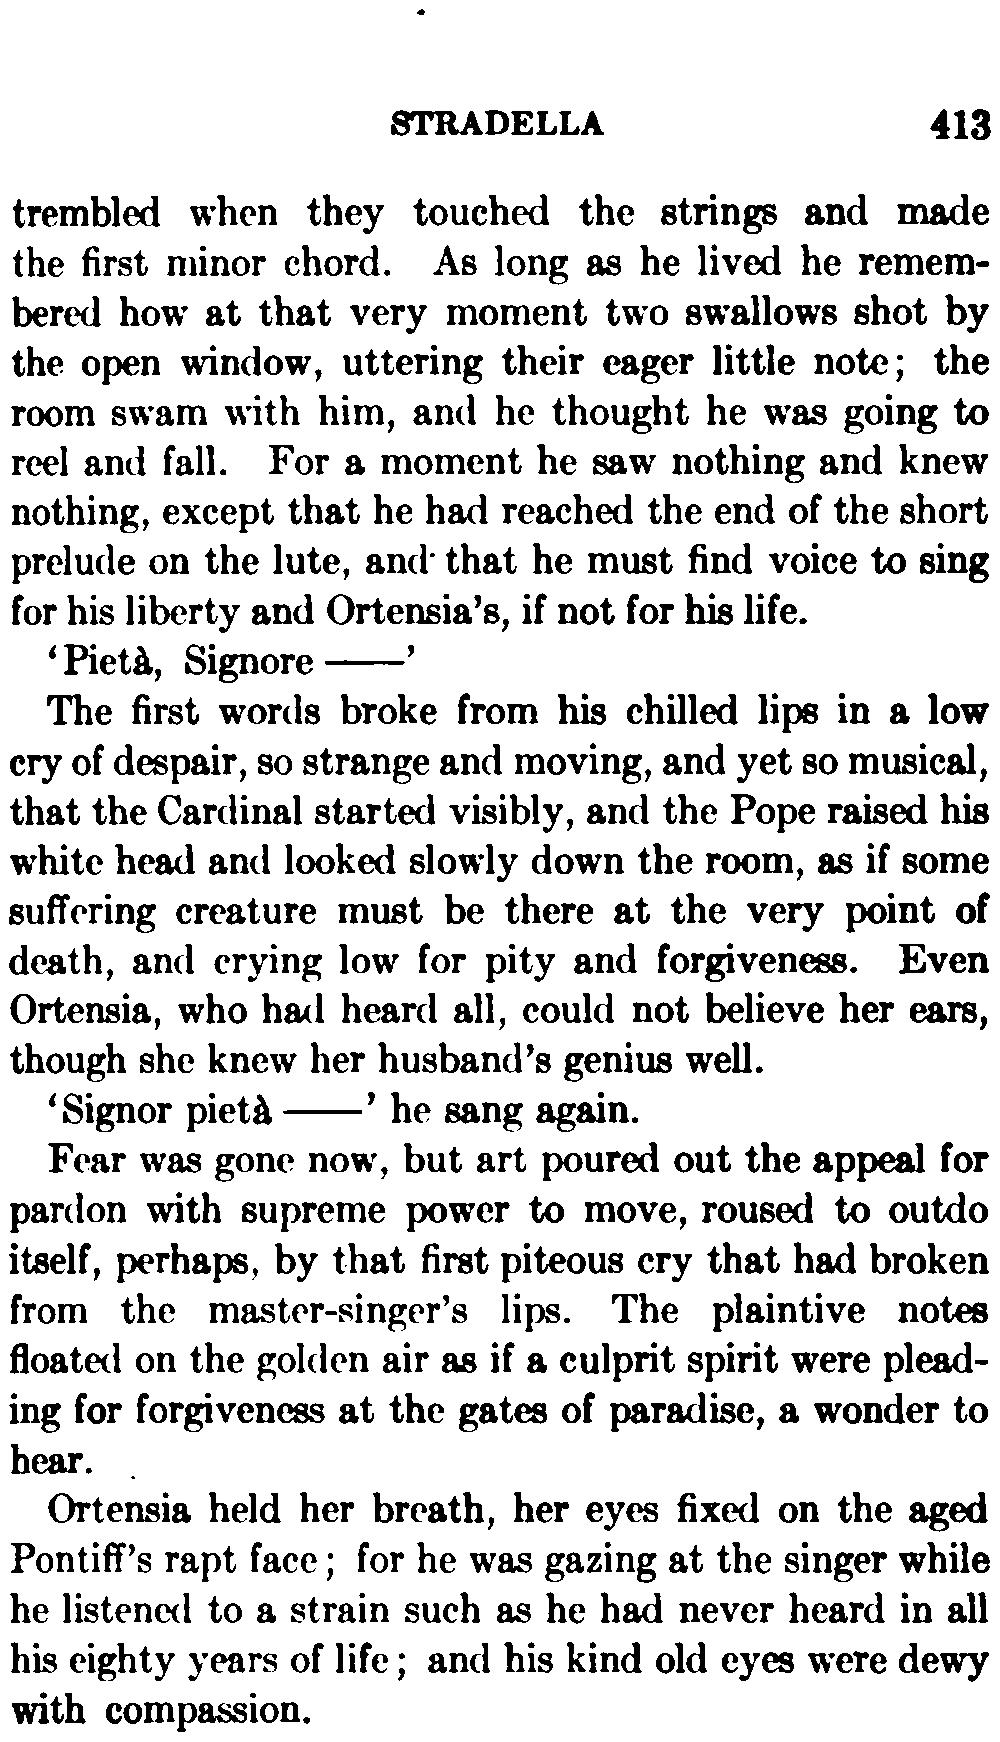 STRADELLA 413
trembled when they touched the strings and made
the first minor chord. As long as he lived he remem-
bered how at that very moment two swallows shot by
the open window, uttering their eager little note; the
room swam with him, and he thought he was going to
reel and fall. For a moment he saw nothing and knew
nothing, except that he had reached the end of the short
prelude on the lute, and that he must find voice to sing
for his liberty and Ortensia's, if not for his life.
‘Pietà, Signore ——’
The first words broke from his chilled lips in a low
cry of despair, so strange and moving, and yet so musical,
that the Cardinal started visibly, and the Pope raised his
white head and looked slowly down the room, as if some
suffering creature must be there at the very point of
death, and crying low for pity and forgiveness. Even
Ortensia, who had heard all, could not believe her ears,
though she knew her husband's genius well.
‘Signor pietà ——’ he sang again.
Fear was gone now, but art poured out the appeal for
pardon with supreme power to move, roused to outdo
itself, perhaps, by that first piteous cry that had broken
from the master-singer's lips. The plaintive notes
floated on the golden air as if a culprit spirit were plead-
ing for forgiveness at the gates of paradise, a wonder to
hear.
Ortensia held her breath, her eyes fixed on the aged
Pontiff's rapt face; for he was gazing at the singer while
he listened to a strain such as he had never heard in all
his eighty years of life; and his kind old eyes were dewy
with compassion.